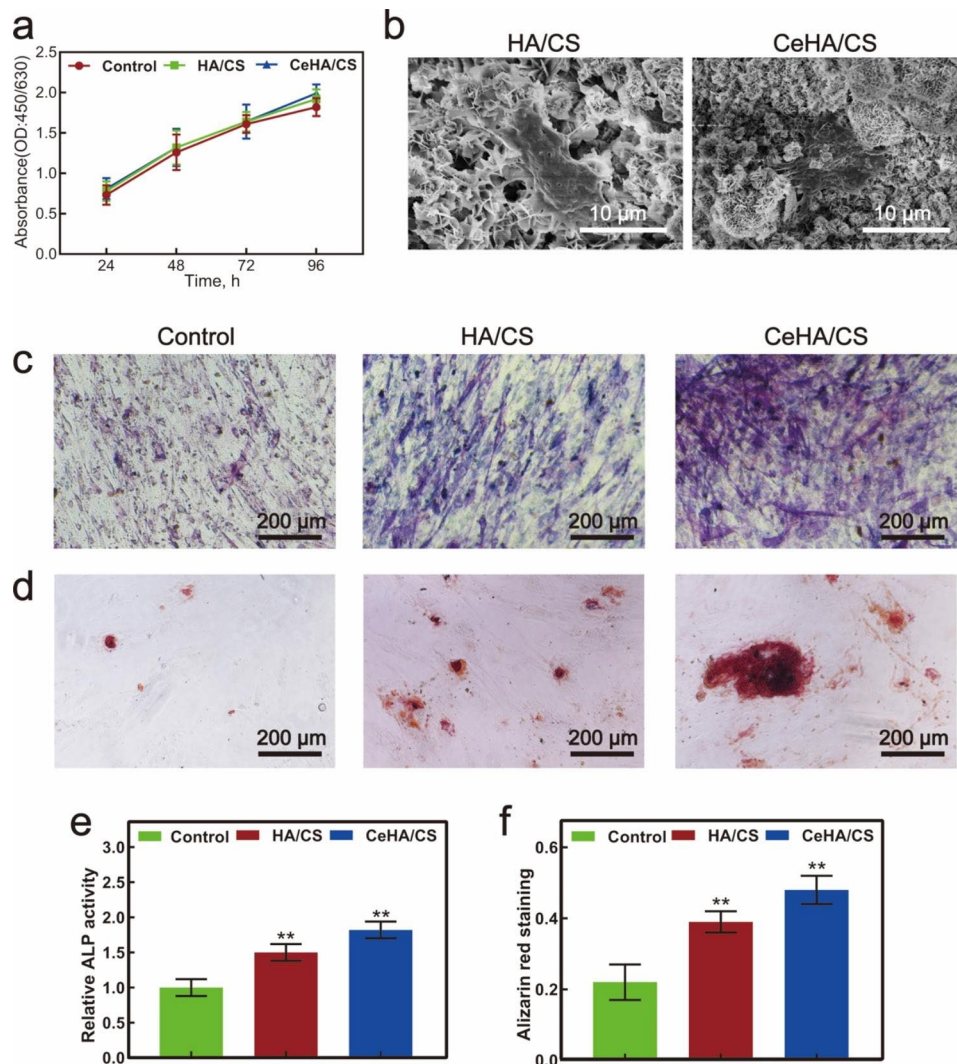 a
Absorbance(OD:450/630)
2.5
2.0
1.5
1.0
0.5
0.0
Control HA/CS CeHA/CS
24 48 72 96
Time, h
b
HA/CS CeHA/CS
10 μm 10 μm
Control HA/CS CeHA/CS
c
200 μm 200 μm 200 μm
d
200 μm 200 μm 200 μm
e
Relative ALP activity
3.0
2.5
2.0
1.5
1.0
0.5
0.0
Control HA/CS CeHA/CS
** **
f
Alizarin red staining
0.6
0.4
0.2
0.0
Control HA/CS CeHA/CS
** **